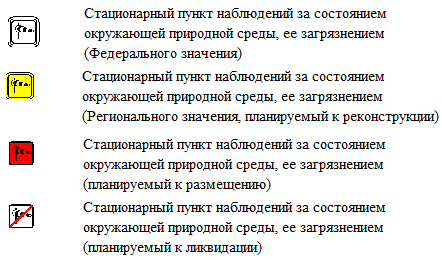 Стационарный пункт наблюдений за состоянием
окружающей природной среды, ее загрязнением
(Федерального значения)
Стационарный пункт наблюдений за состоянием
окружающей природной среды, ее загрязнением
(Регионального значения, планируемый к реконструкции)
Стационарный пункт наблюдений за состоянием
окружающей природной среды, ее загрязнением
(планируемый к размещению)
Стационарный пункт наблюдений за состоянием
окружающей природной среды, ее загрязнением
(планируемый к ликвидации)